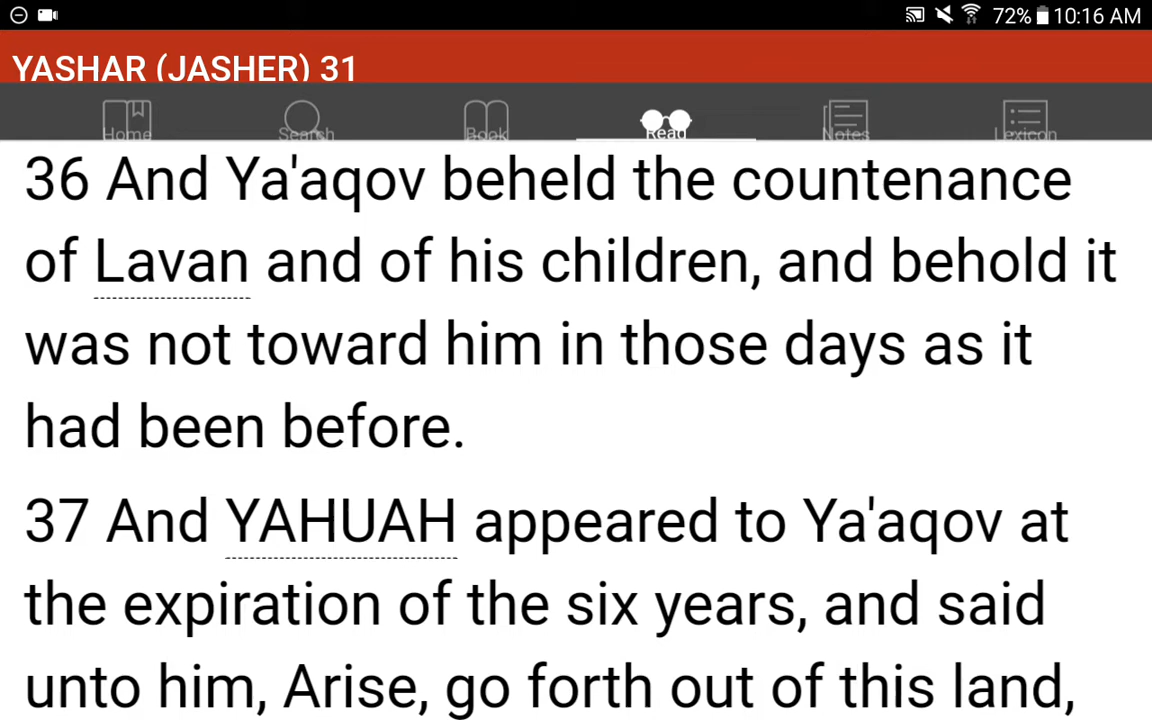 72% 10:16 AM
YASHAR (JASHER) 31
Home Search Book Read Notes Lexicon
36 And Ya'aqov beheld the countenance
of Lavan and of his children, and behold it
was not toward him in those days as it
had been before.
37 And YAHUAH appeared to Ya'aqov at
the expiration of the six years, and said
unto him, Arise, go forth out of this land,